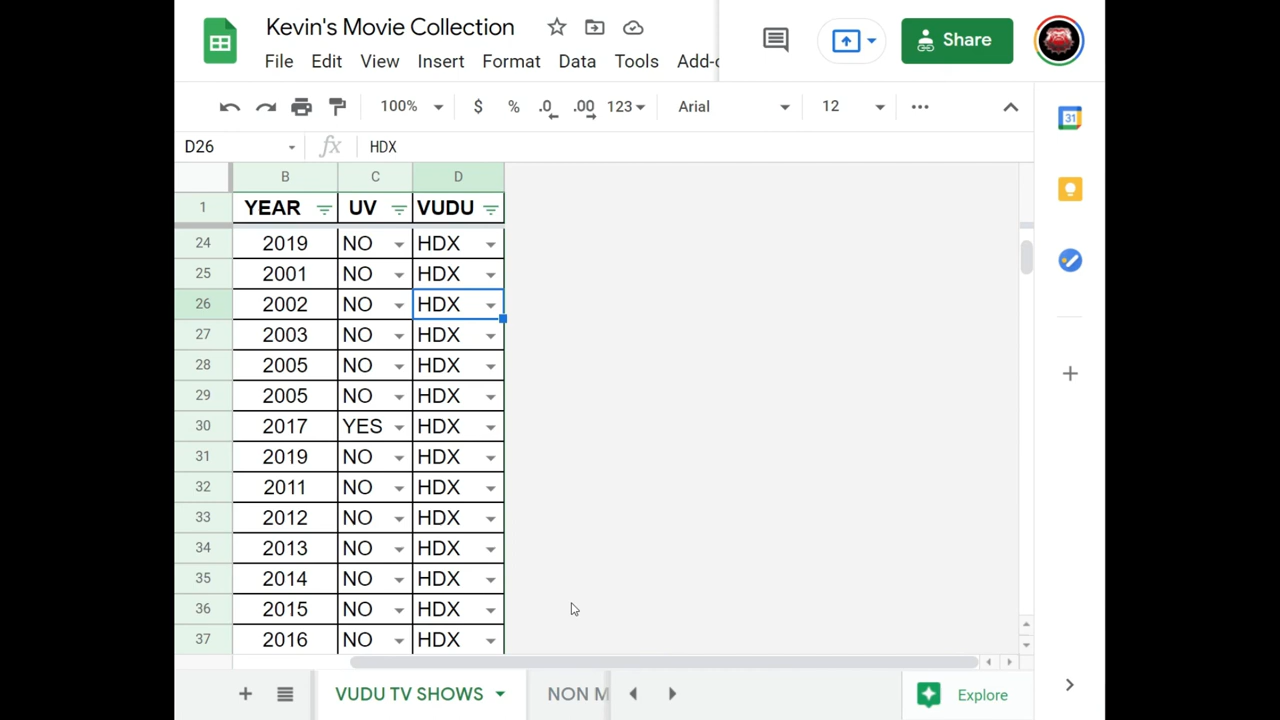 Kevin's Movie Collection
File Edit View Insert Format Data Tools Add-
Share
100% $ % .0 .00 123 Arial 12
D26 fx HDX
B C D
1 YEAR UV VUDU
24 2019 NO HDX
25 2001 NO HDX
26 2002 NO HDX
27 2003 NO HDX
28 2005 NO HDX
29 2005 NO HDX
30 2017 YES HDX
31 2019 NO HDX
32 2011 NO HDX
33 2012 NO HDX
34 2013 NO HDX
35 2014 NO HDX
36 2015 NO HDX
37 2016 NO HDX
31
VUDU TV SHOWS NON M
Explore